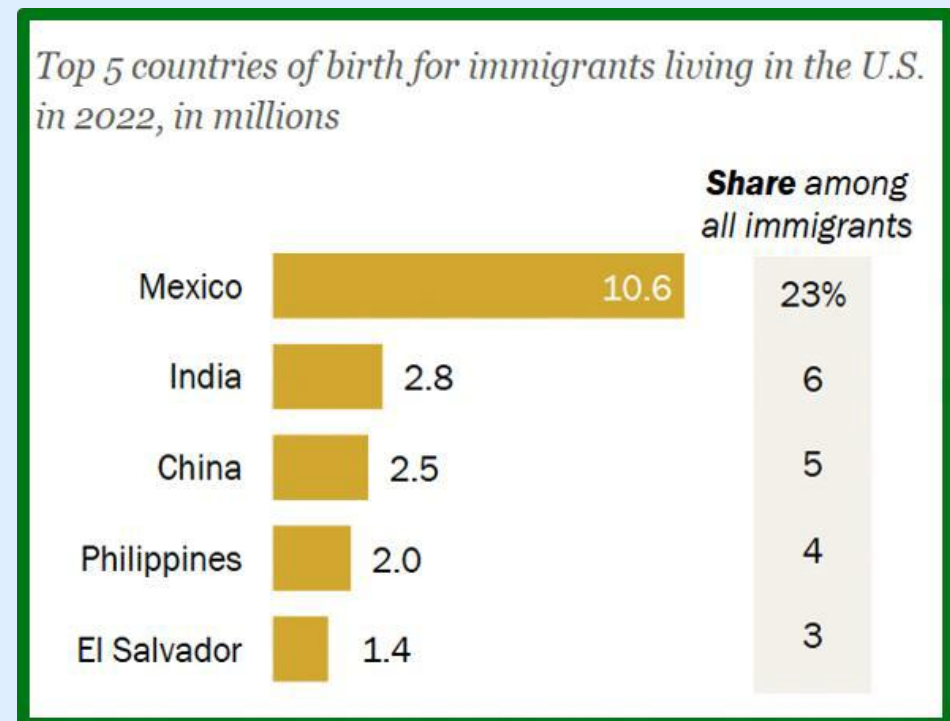 Top 5 countries of birth for immigrants living in the U.S.
in 2022, in millions
Share among
all immigrants
Mexico 10.6 23%
India 2.8 6
China 2.5 5
Philippines 2.0 4
El Salvador 1.4 3